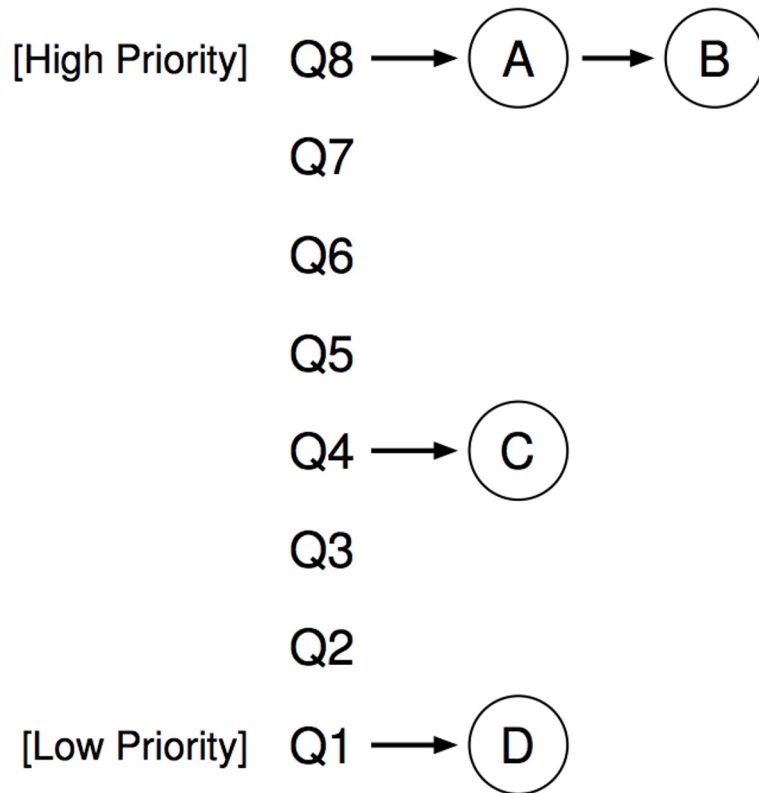 [High Priority] Q8 A B
Q7
Q6
Q5
Q4 C
Q3
Q2
[Low Priority] Q1 D